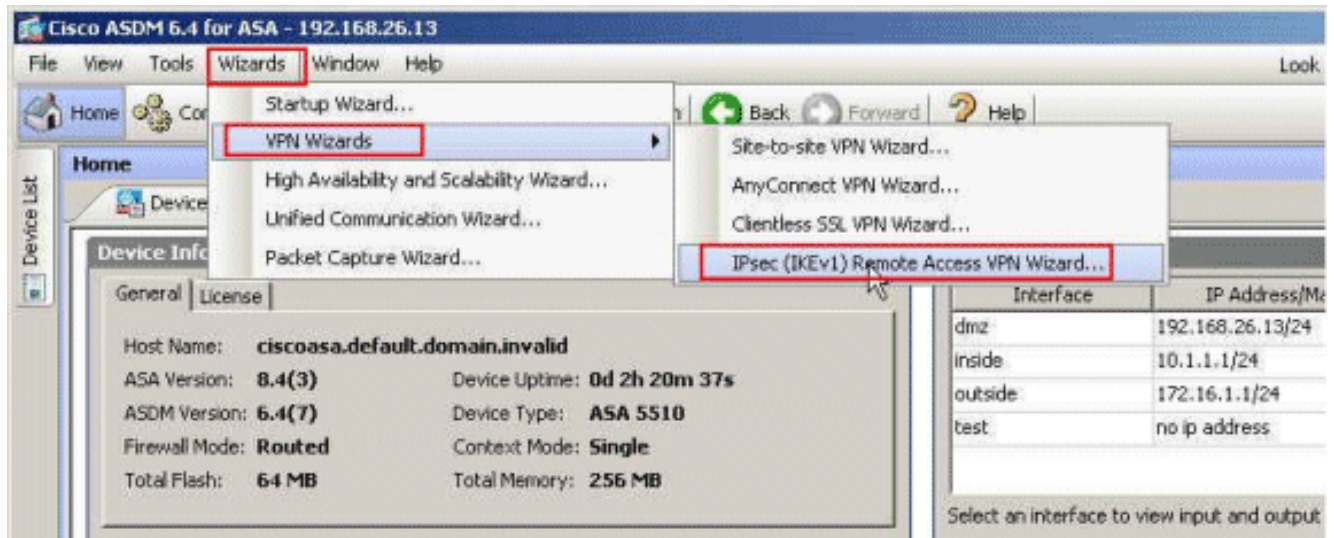 Cisco ASDM 6.4 for ASA - 192.168.26.13
File View Tools Wizards Window Help Look
Home Back Forward Help
Startup Wizard...
VPN Wizards
High Availability and Scalability Wizard...
Unified Communication Wizard...
Packet Capture Wizard...
Site-to-site VPN Wizard...
AnyConnect VPN Wizard...
Clientless SSL VPN Wizard...
IPsec (IKEv1) Remote Access VPN Wizard...
Device List
Home
Device
General License
Host Name: ciscoasa.default.domain.invalid
ASA Version: 8.4(3) Device Uptime: 0d 2h 20m 37s
ASDM Version: 6.4(7) Device Type: ASA 5510
Firewall Mode: Routed Context Mode: Single
Total Flash: 64 MB Total Memory: 256 MB
Interface IP Address/Ma
dmz 192.168.26.13/24
inside 10.1.1.1/24
outside 172.16.1.1/24
test no ip address
Select an interface to view input and output